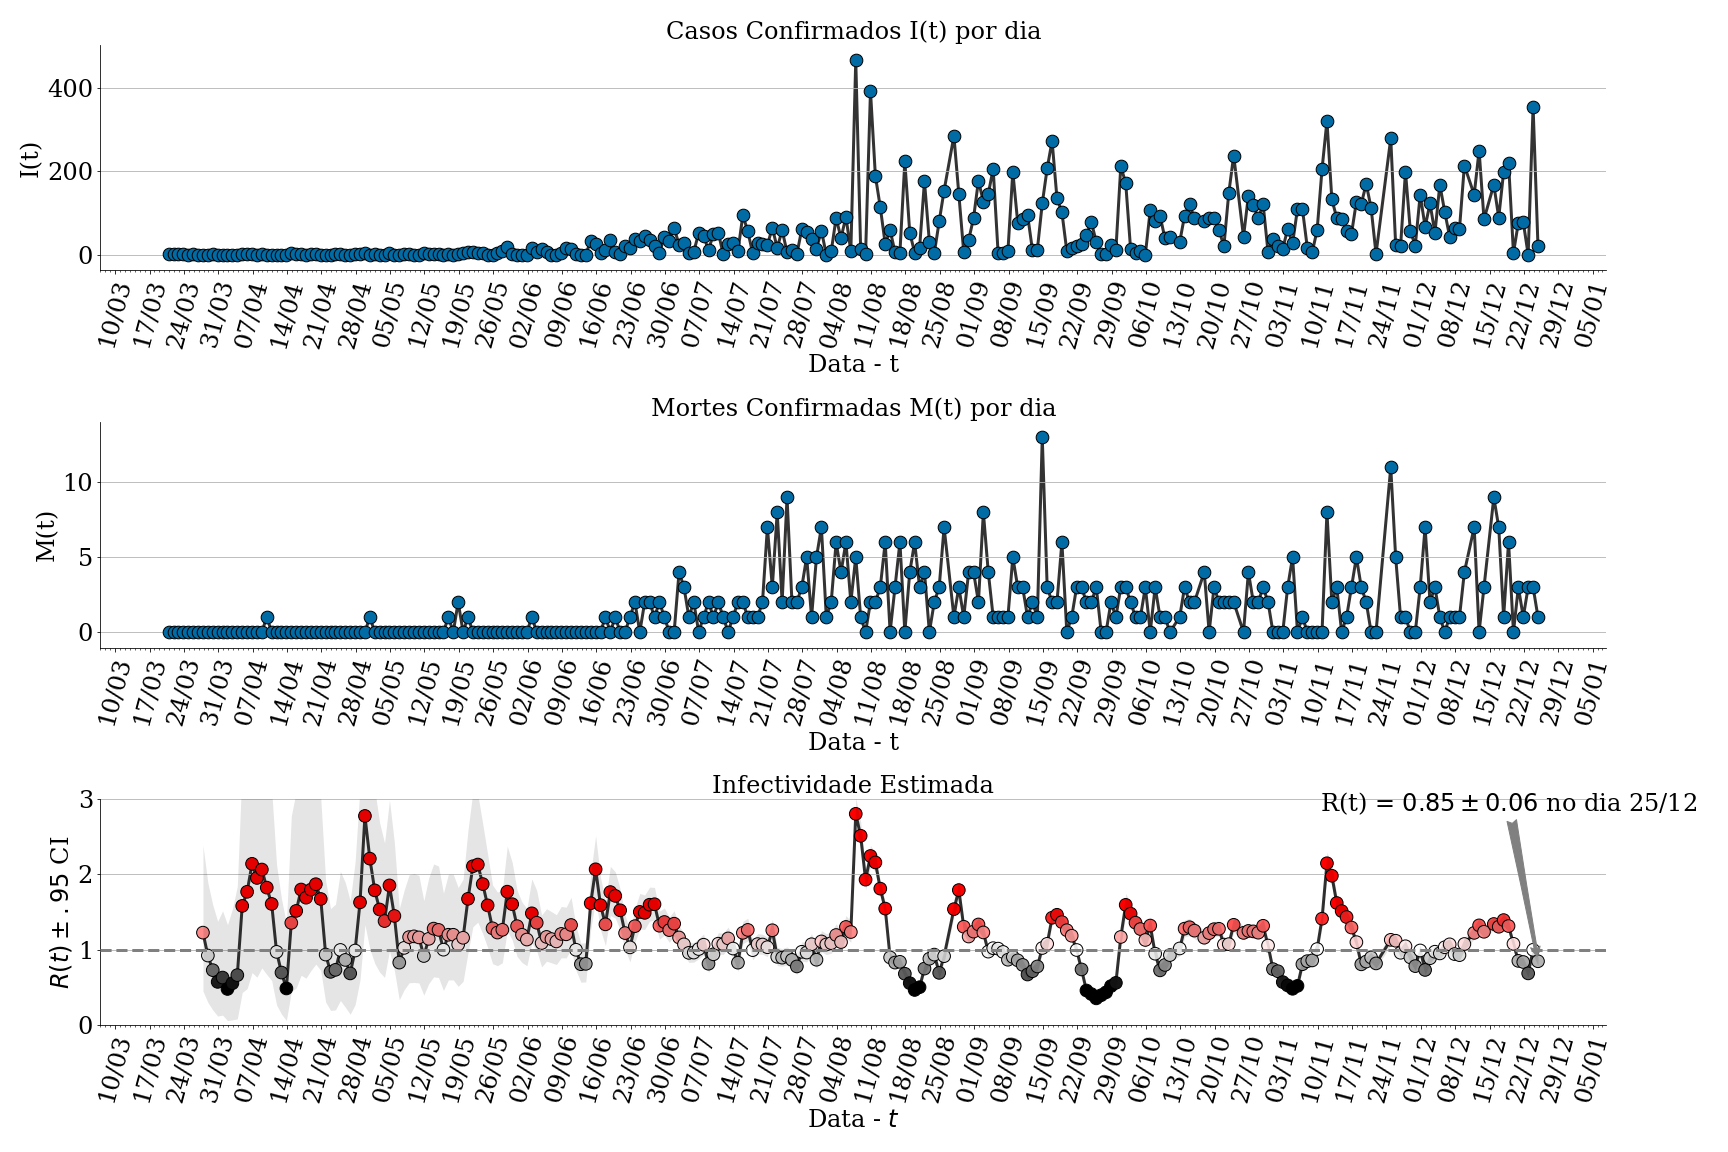 Casos Confirmados I(t) por dia
I(t)
400
200
0
10/03 17/03 24/03 31/03 07/04 14/04 21/04 28/04 05/05 12/05 19/05 26/05 02/06 09/06 16/06 23/06 30/06 07/07 14/07 21/07 28/07 04/08 11/08 18/08 25/08 01/09 08/09 15/09 22/09 29/09 06/10 13/10 20/10 27/10 03/11 10/11 17/11 24/11 01/12 08/12 15/12 22/12 29/12 05/01
Data - t
Mortes Confirmadas M(t) por dia
M(t)
10
5
0
10/03 17/03 24/03 31/03 07/04 14/04 21/04 28/04 05/05 12/05 19/05 26/05 02/06 09/06 16/06 23/06 30/06 07/07 14/07 21/07 28/07 04/08 11/08 18/08 25/08 01/09 08/09 15/09 22/09 29/09 06/10 13/10 20/10 27/10 03/11 10/11 17/11 24/11 01/12 08/12 15/12 22/12 29/12 05/01
Data - t
Infectividade Estimada
R(t) = 0.85 ± 0.06 no dia 25/12
R(t) ± .95 CI
3
2
1
0
10/03 17/03 24/03 31/03 07/04 14/04 21/04 28/04 05/05 12/05 19/05 26/05 02/06 09/06 16/06 23/06 30/06 07/07 14/07 21/07 28/07 04/08 11/08 18/08 25/08 01/09 08/09 15/09 22/09 29/09 06/10 13/10 20/10 27/10 03/11 10/11 17/11 24/11 01/12 08/12 15/12 22/12 29/12 05/01
Data - t